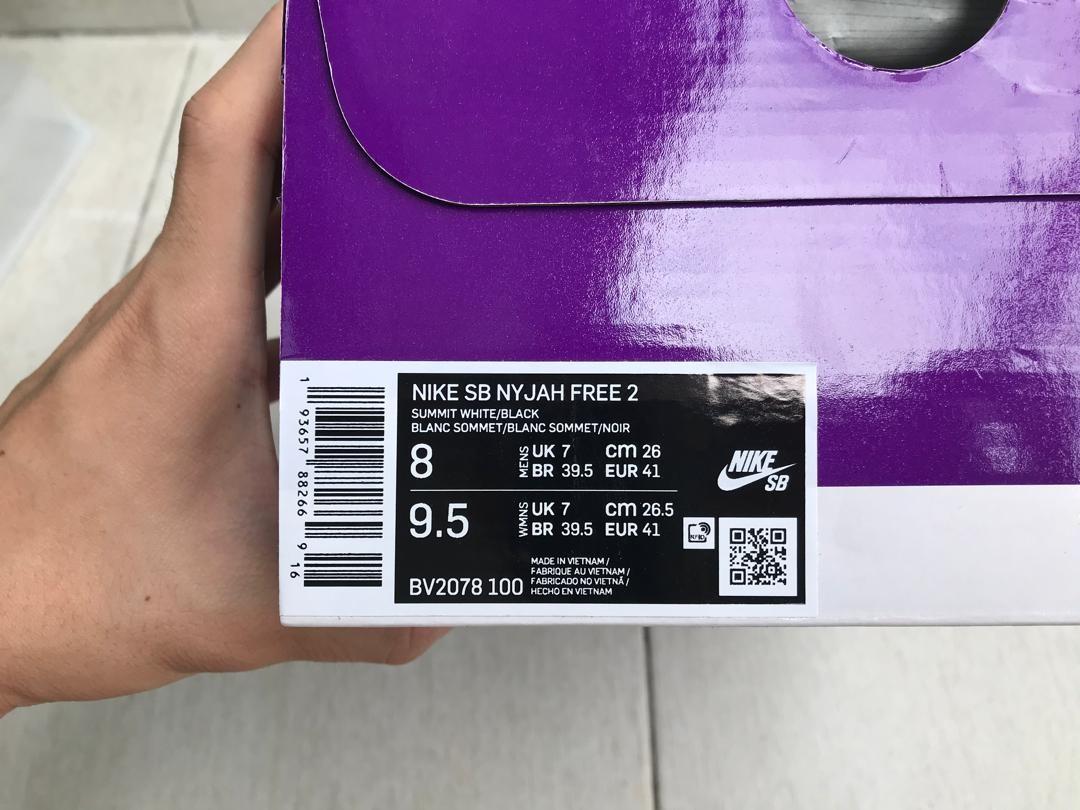 NIKE SB NYJAH FREE 2
SUMMIT WHITE/BLACK
BLANC SOMMET/BLANC SOMMET/NOIR
8 MENS UK 7 cm 26
BR 39.5 EUR 41
9.5 WMNS UK 7 cm 26.5
BR 39.5 EUR 41
BV2078 100
MADE IN VIETNAM /
FABRIQUE AU VIETNAM /
FABRICADO NO VIETNÃ /
HECHO EN VIETNAM
NIKE
SB
RFID
1 93657 88266 9 16